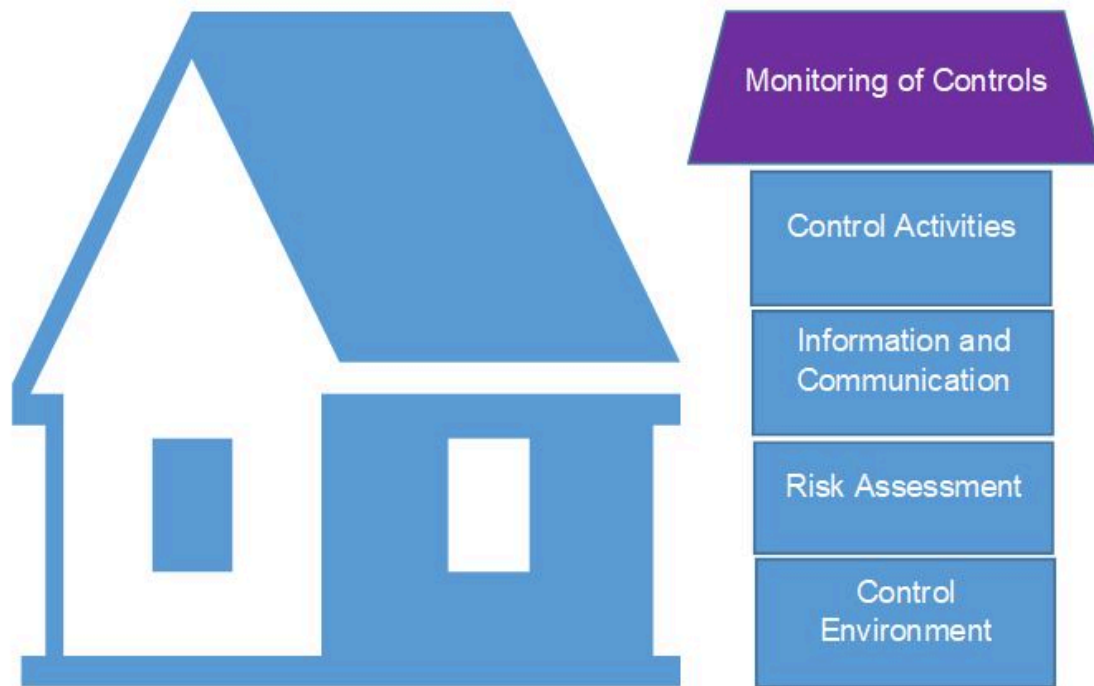 Monitoring of Controls
Control Activities
Information and
Communication
Risk Assessment
Control
Environment